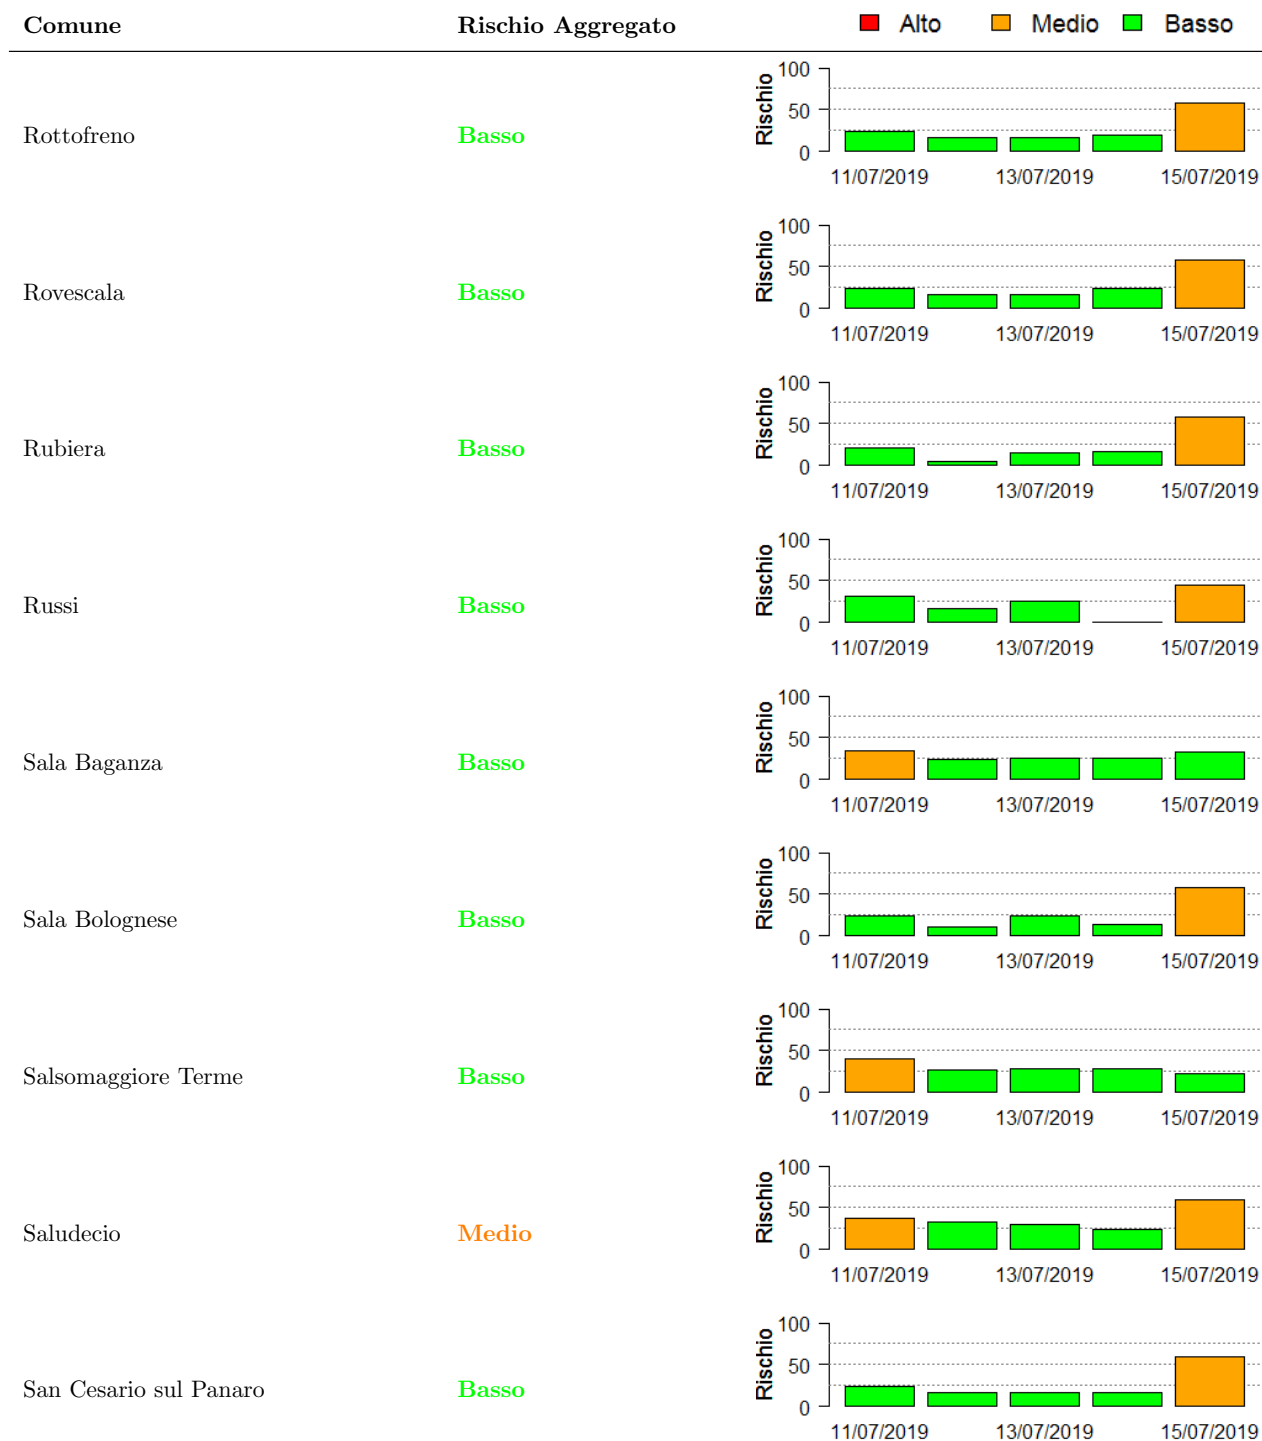 Comune Rischio Aggregato Alto Medio Basso
Rottofreno Basso
Rischio
100
50
0
11/07/2019 13/07/2019 15/07/2019
Rovescala Basso
Rischio
100
50
0
11/07/2019 13/07/2019 15/07/2019
Rubiera Basso
Rischio
100
50
0
11/07/2019 13/07/2019 15/07/2019
Russi Basso
Rischio
100
50
0
11/07/2019 13/07/2019 15/07/2019
Sala Baganza Basso
Rischio
100
50
0
11/07/2019 13/07/2019 15/07/2019
Sala Bolognese Basso
Rischio
100
50
0
11/07/2019 13/07/2019 15/07/2019
Salsomaggiore Terme Basso
Rischio
100
50
0
11/07/2019 13/07/2019 15/07/2019
Saludecio Medio
Rischio
100
50
0
11/07/2019 13/07/2019 15/07/2019
San Cesario sul Panaro Basso
Rischio
100
50
0
11/07/2019 13/07/2019 15/07/2019